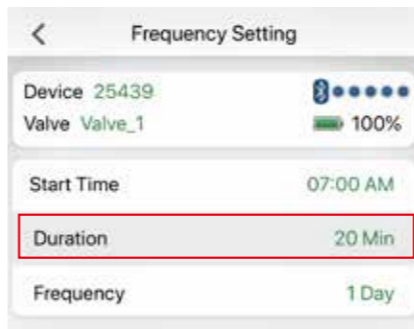 Frequency Setting
Device 25439
Valve Valve_1 100%
Start Time 07:00 AM
Duration 20 Min
Frequency 1 Day